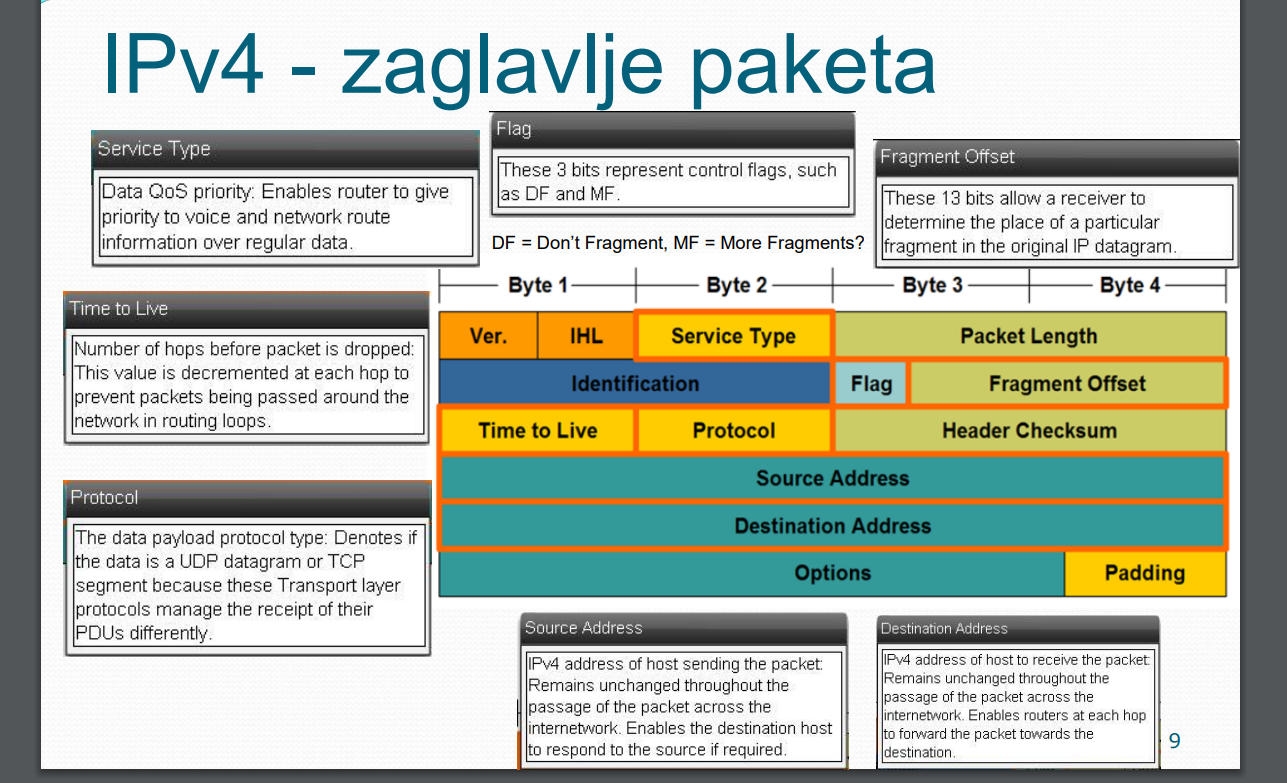 IPv4 - zaglavlje paketa
Service Type
Data QoS priority: Enables router to give
priority to voice and network route
information over regular data.
Flag
These 3 bits represent control flags, such
as DF and MF.
DF = Don't Fragment, MF = More Fragments?
Fragment Offset
These 13 bits allow a receiver to
determine the place of a particular
fragment in the original IP datagram.
Time to Live
Number of hops before packet is dropped:
This value is decremented at each hop to
prevent packets being passed around the
network in routing loops.
Protocol
The data payload protocol type: Denotes if
the data is a UDP datagram or TCP
segment because these Transport layer
protocols manage the receipt of their
PDUs differently.
Byte 1 Byte 2 Byte 3 Byte 4
Ver. IHL Service Type Packet Length
Identification Flag Fragment Offset
Time to Live Protocol Header Checksum
Source Address
Destination Address
Options Padding
Source Address
IPv4 address of host sending the packet:
Remains unchanged throughout the
passage of the packet across the
internetwork. Enables the destination host
to respond to the source if required.
Destination Address
IPv4 address of host to receive the packet:
Remains unchanged throughout the
passage of the packet across the
internetwork. Enables routers at each hop
to forward the packet towards the
destination.
9